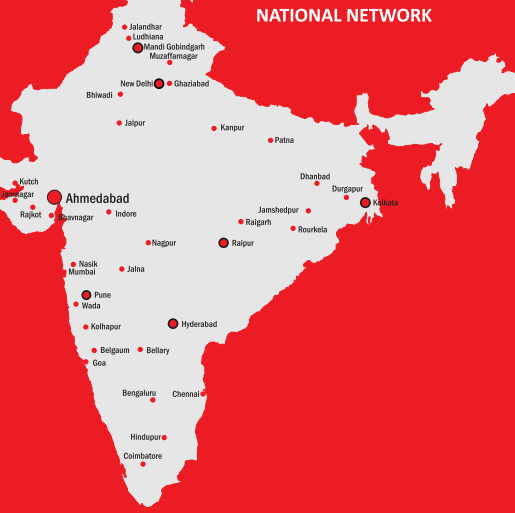 NATIONAL NETWORK
Jalandhar
Ludhiana
Mandi Gobindgarh
Muzaffarnagar
New Delhi
Ghaziabad
Bhiwadi
Jaipur
Kanpur
Patna
Kutch
Jamnagar
Ahmedabad
Rajkot
Bhavnagar
Indore
Dhanbad
Durgapur
Kolkata
Jamshedpur
Raigarh
Rourkela
Nagpur
Raipur
Nasik
Mumbai
Jalna
Pune
Wada
Kolhapur
Hyderabad
Belgaum
Bellary
Goa
Bengaluru
Chennai
Hindupur
Coimbatore